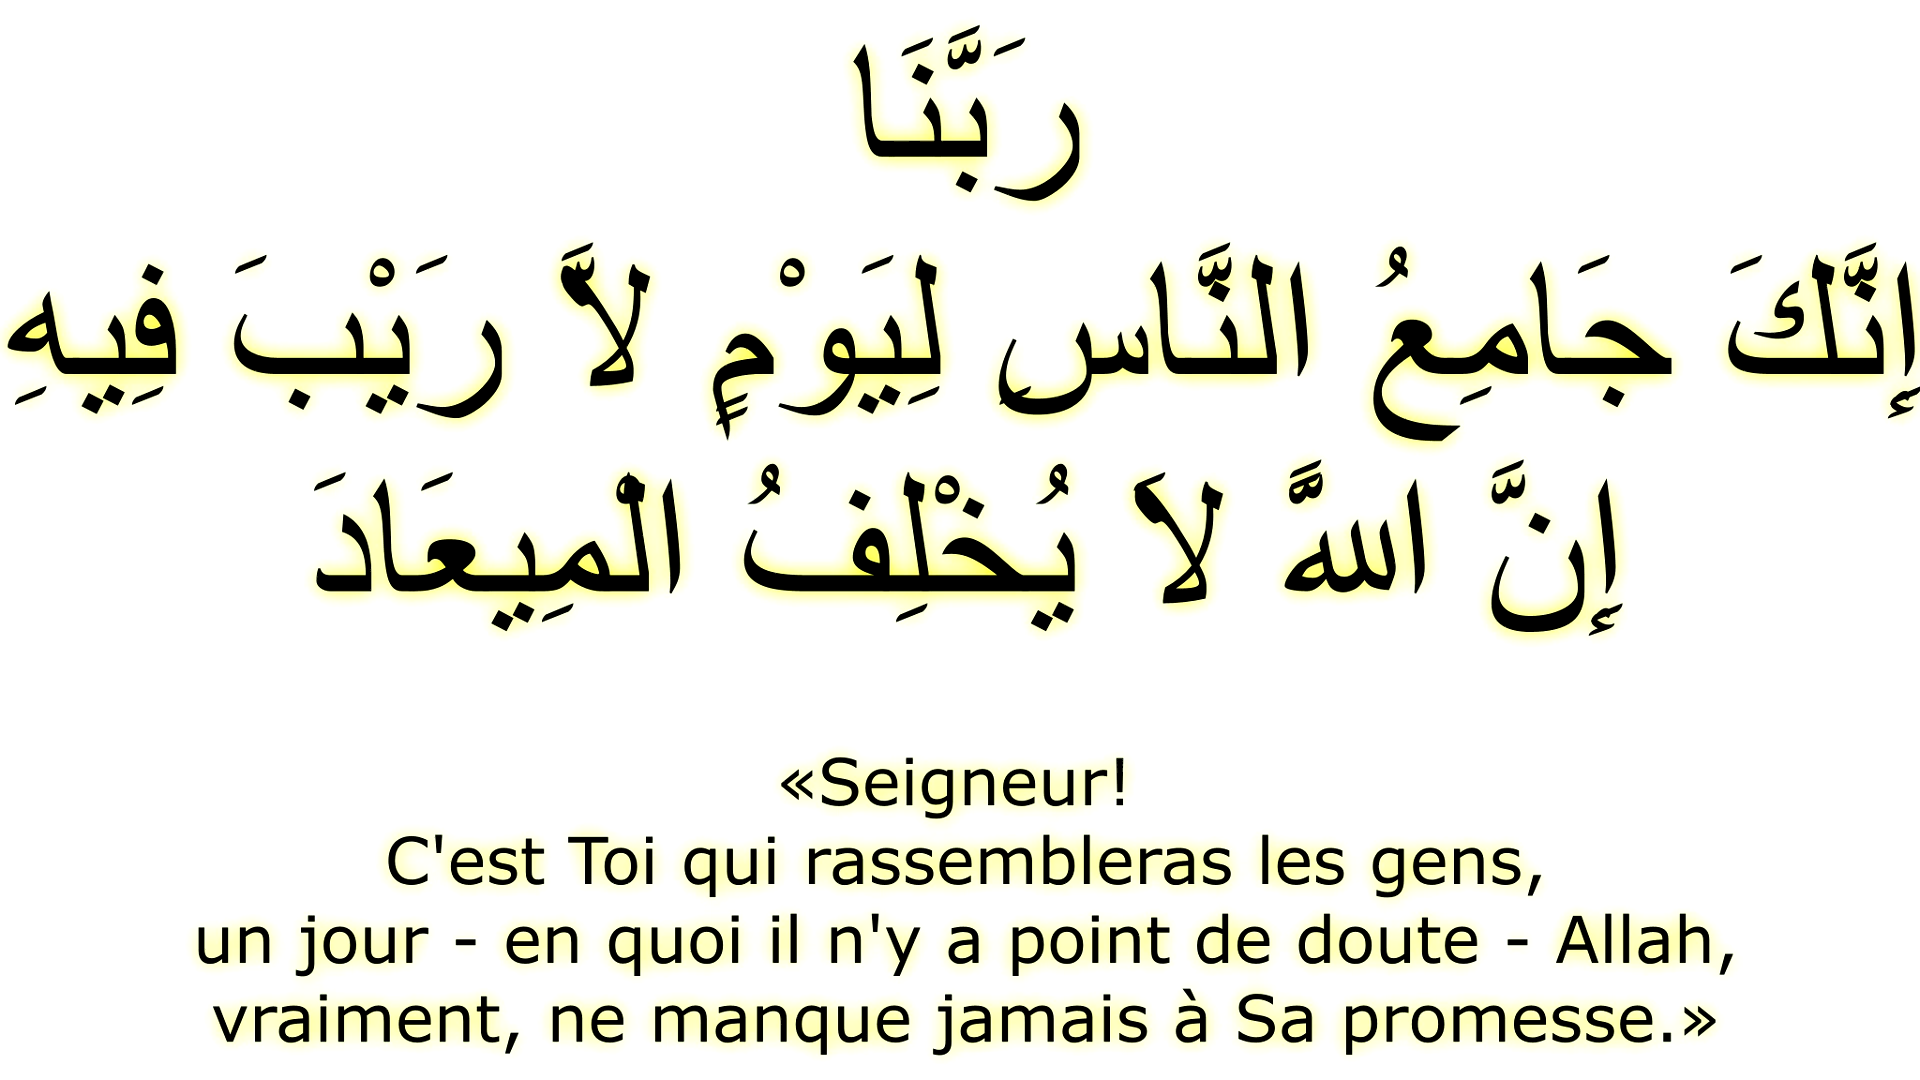 رَبَّنَا
إِنَّكَ جَامِعُ النَّاسِ لِيَوْمٍ لاَّ رَيْبَ فِيهِ
إِنَّ اللهَّ لاَ يُخْلِفُ الْمِيعَادَ
«Seigneur!
C'est Toi qui rassembleras les gens,
un jour - en quoi il n'y a point de doute - Allah,
vraiment, ne manque jamais à Sa promesse.»